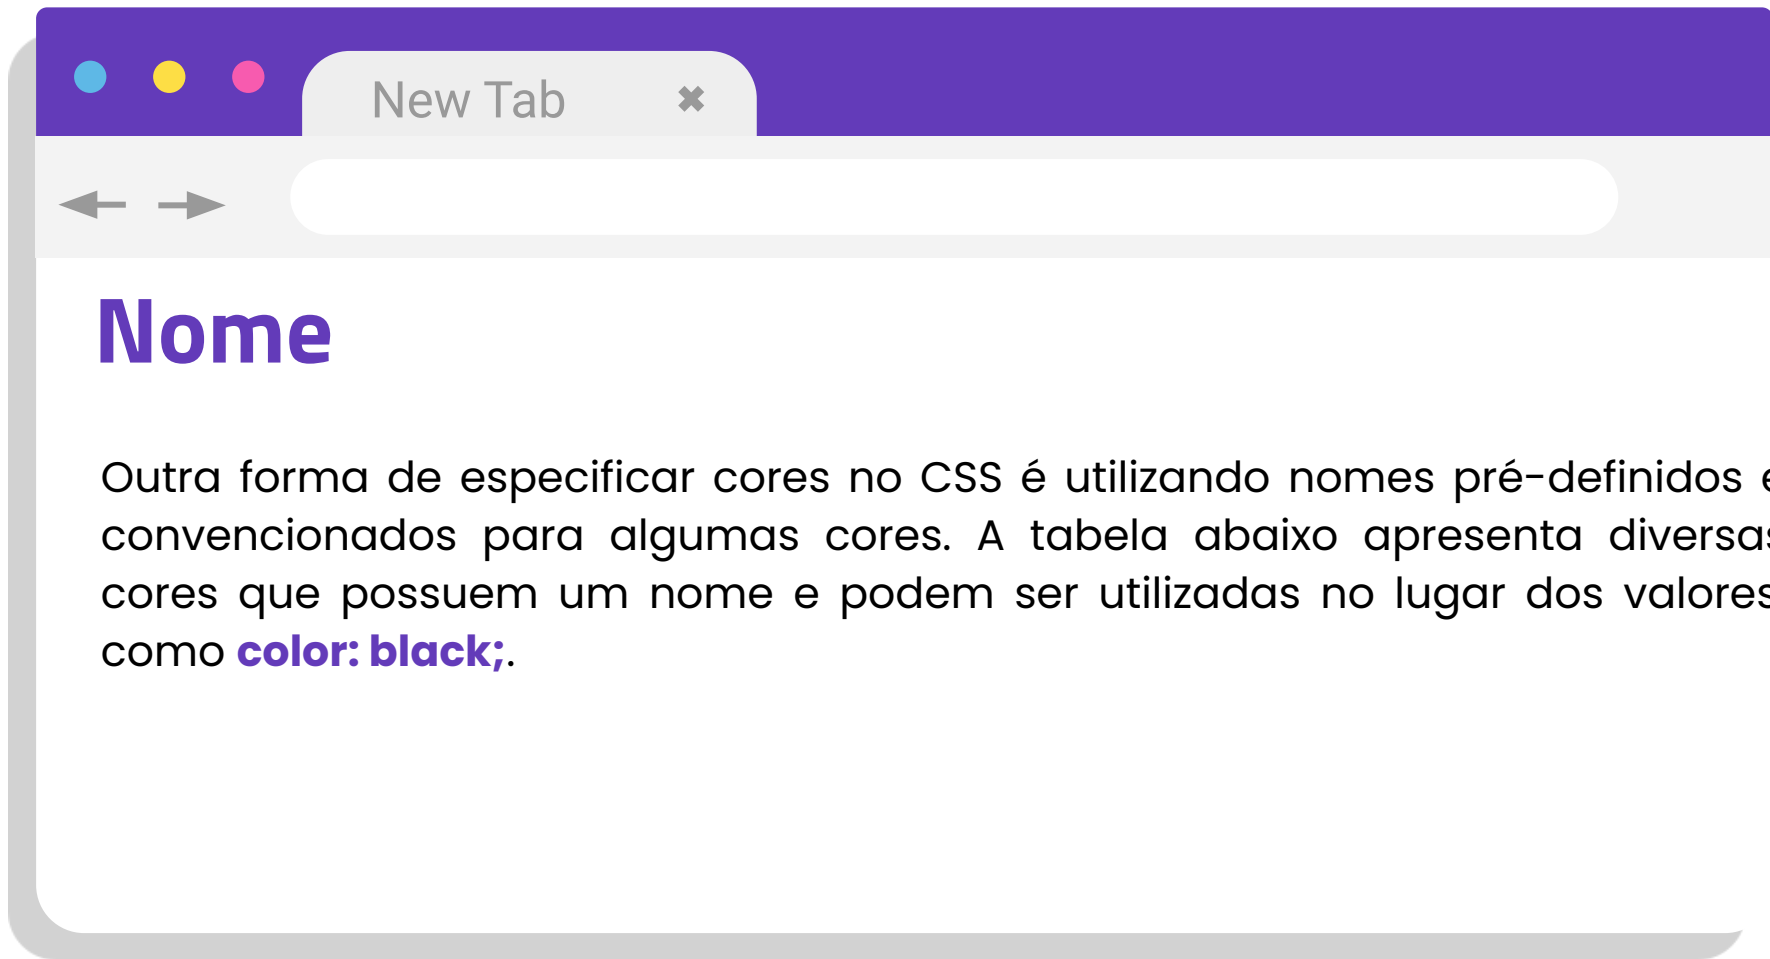 New Tab
Nome
Outra forma de especificar cores no CSS é utilizando nomes pré-definidos e
convencionados para algumas cores. A tabela abaixo apresenta diversas
cores que possuem um nome e podem ser utilizadas no lugar dos valores
como color: black;.